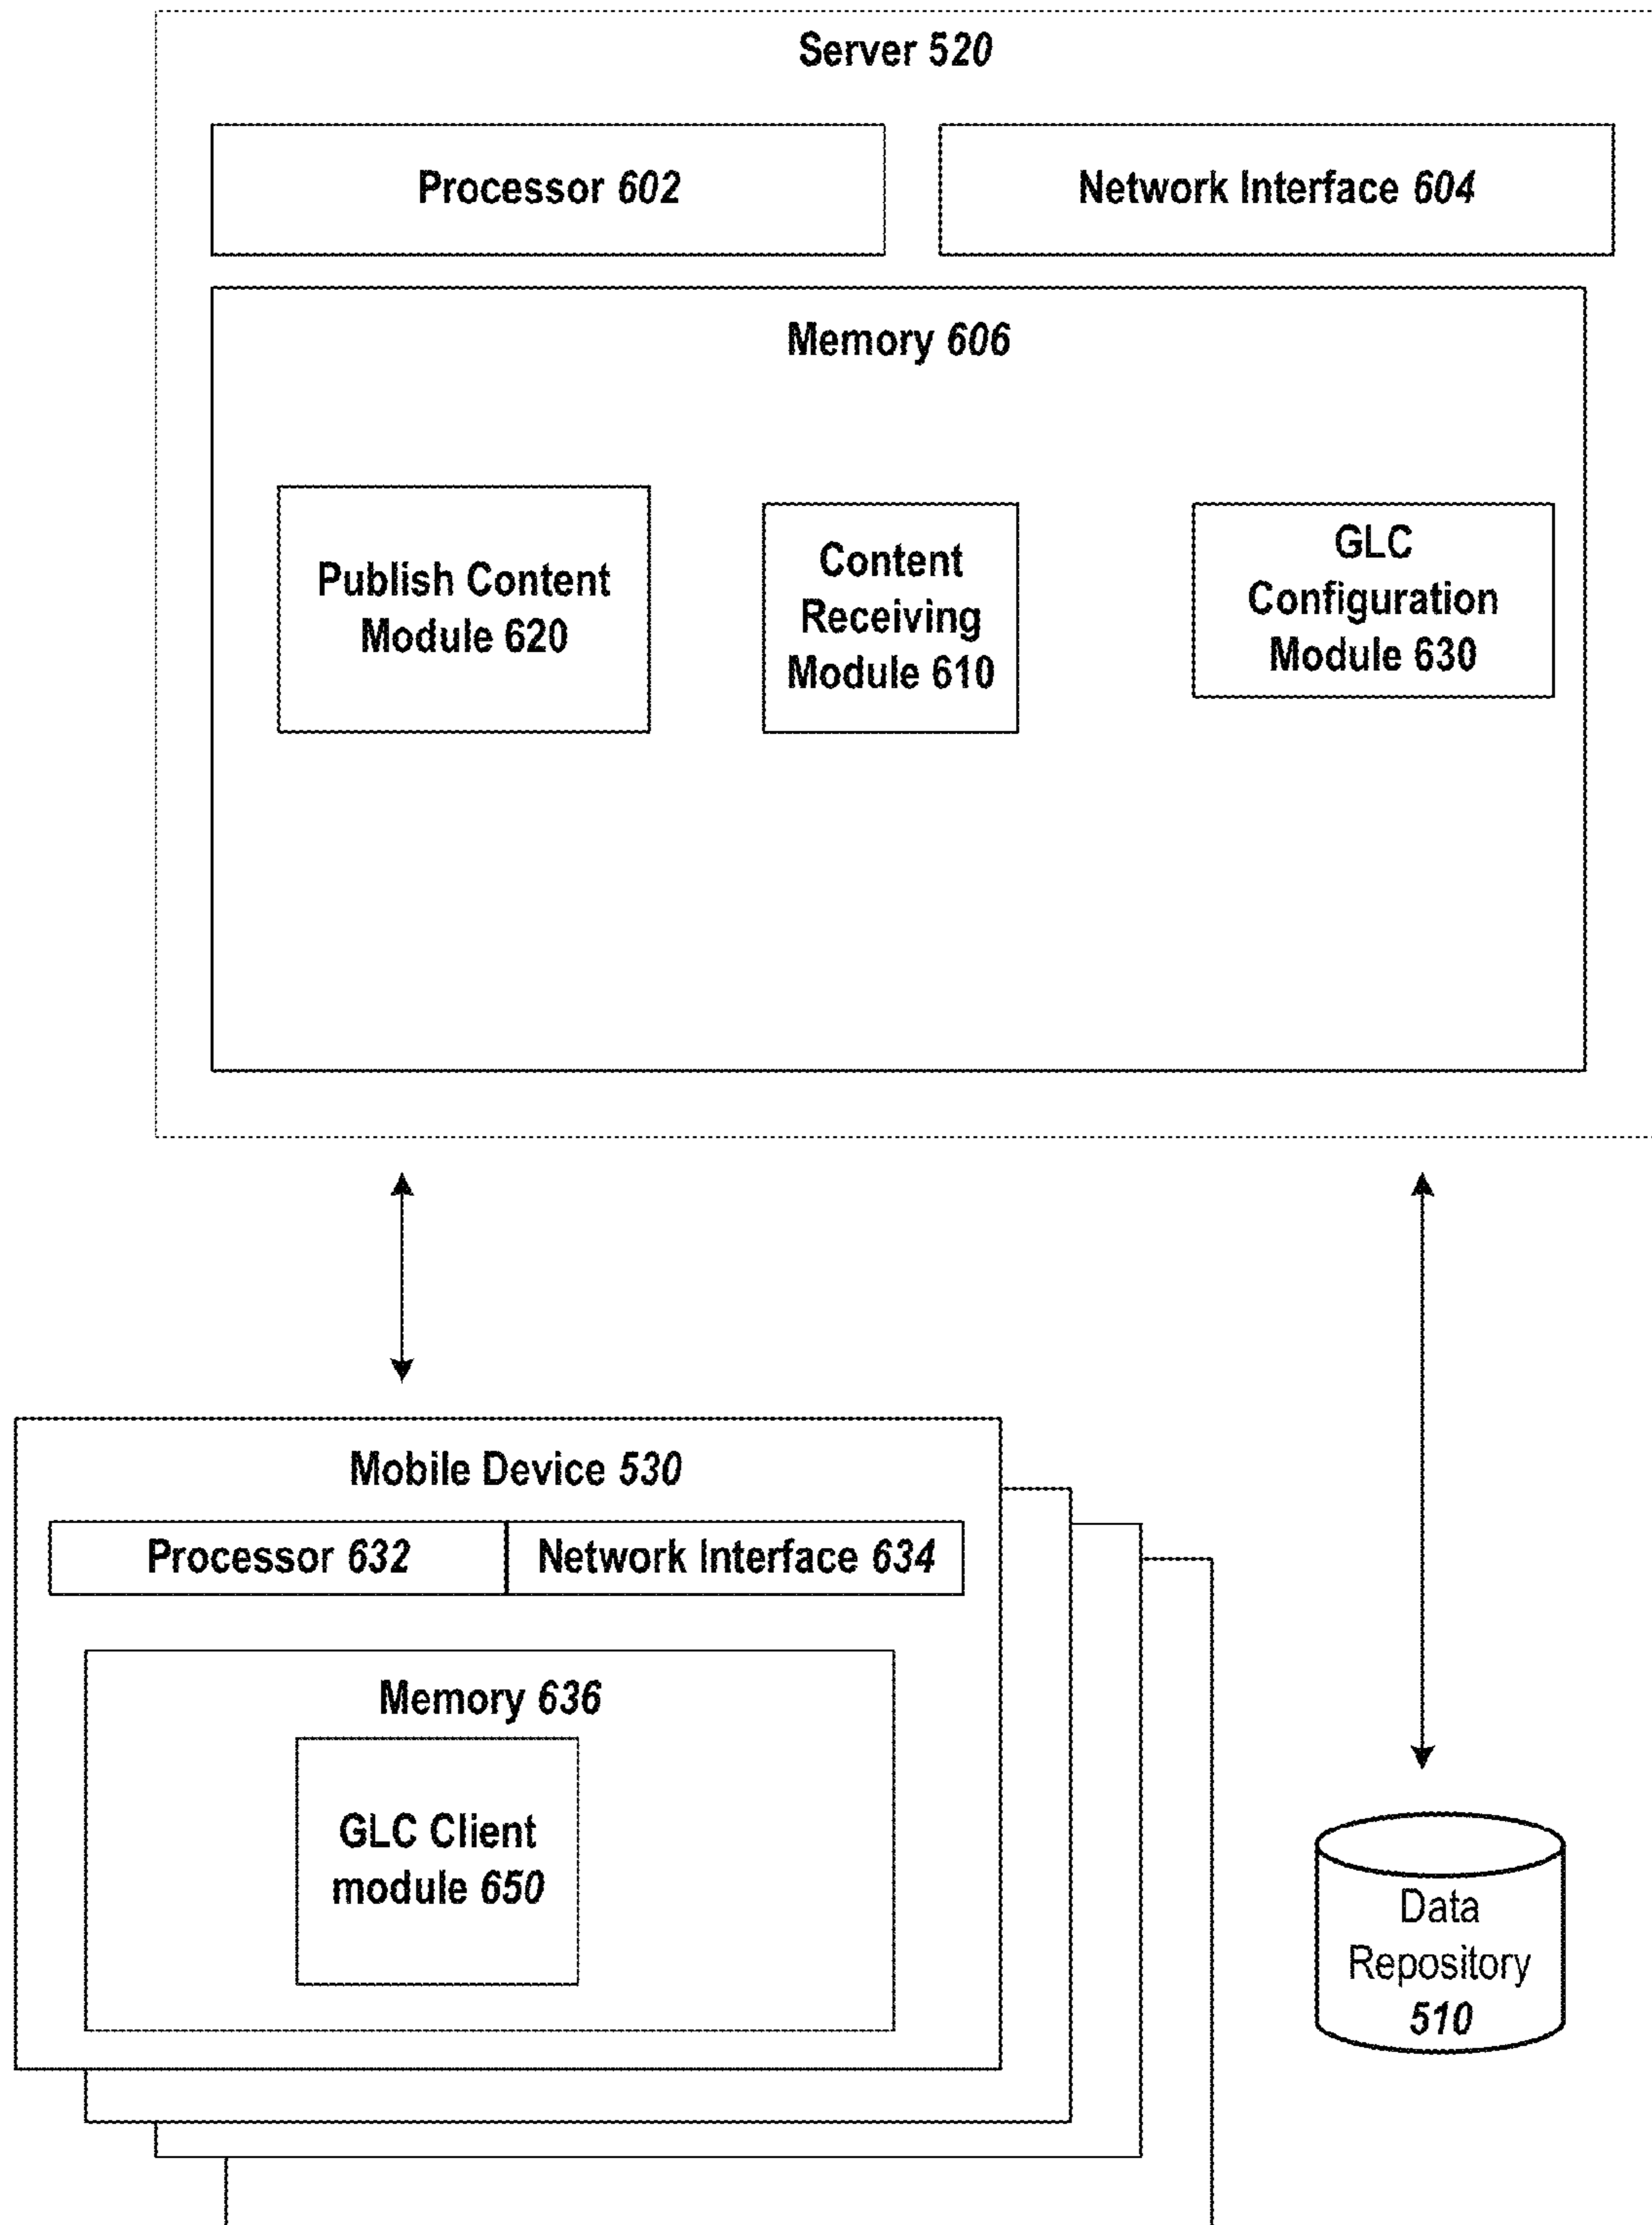 Server 520
Processor 602
Network Interface 604
Memory 606
Publish Content
Module 620
Content
Receiving
Module 610
GLC
Configuration
Module 630
Mobile Device 530
Processor 632
Network Interface 634
Memory 636
GLC Client
module 650
Data
Repository
510